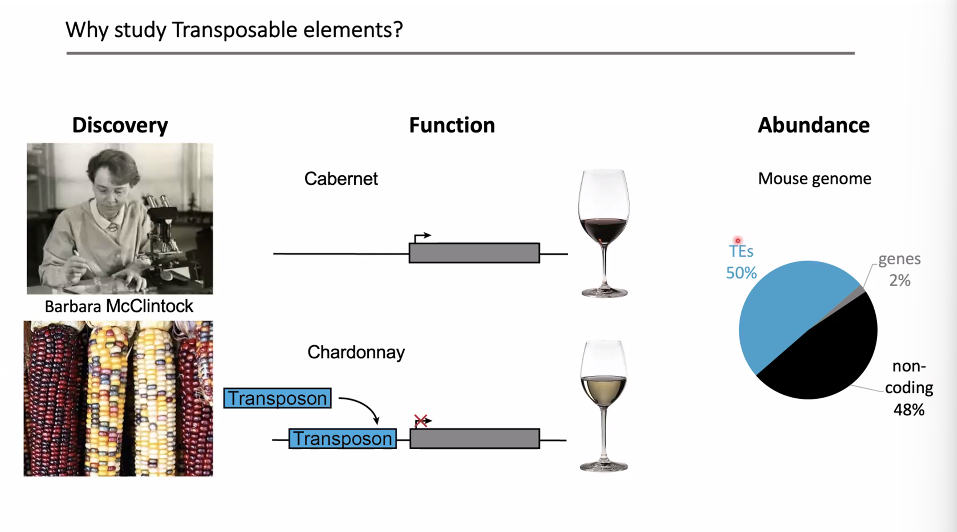 Why study Transposable elements?
Discovery
Barbara McClintock
Function
Cabernet
Chardonnay
Transposon
Transposon
Abundance
Mouse genome
TEs
50%
genes
2%
non-
coding
48%